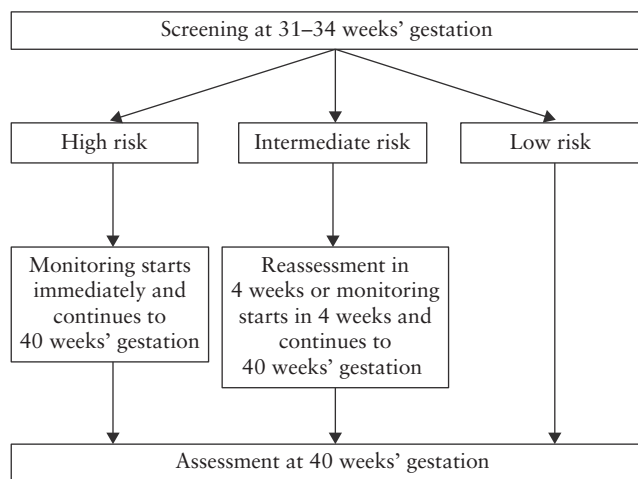 Screening at 31–34 weeks’ gestation
High risk
Intermediate risk
Low risk
Monitoring starts
immediately and
continues to
40 weeks’ gestation
Reassessment in
4 weeks or monitoring
starts in 4 weeks and
continues to
40 weeks’ gestation
Assessment at 40 weeks’ gestation